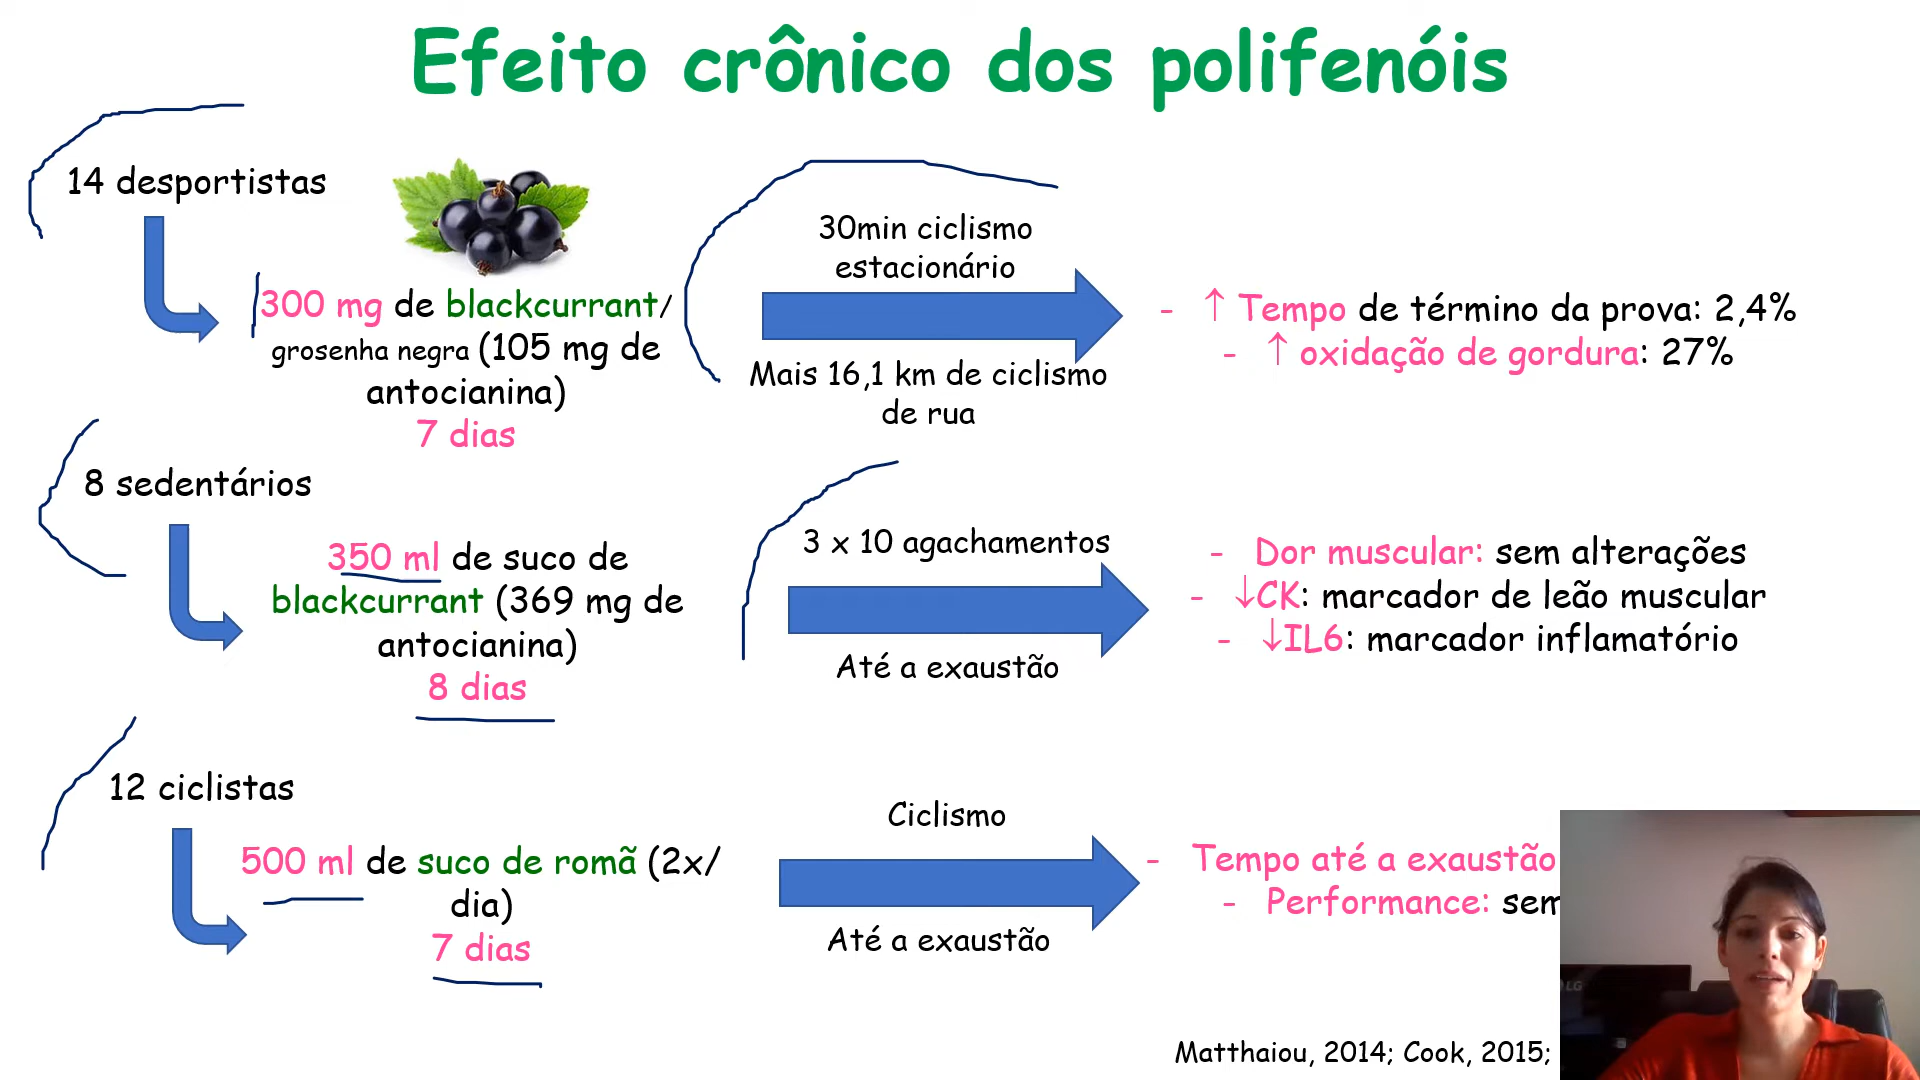 Efeito crônico dos polifenóis
14 desportistas
300 mg de blackcurrant/
grosenha negra (105 mg de
antocianina)
7 dias
30min ciclismo
estacionário
Mais 16,1 km de ciclismo
de rua
- ↑ Tempo de término da prova: 2,4%
- ↑ oxidação de gordura: 27%
8 sedentários
350 ml de suco de
blackcurrant (369 mg de
antocianina)
8 dias
3 x 10 agachamentos
Até a exaustão
- Dor muscular: sem alterações
- ↓CK: marcador de leão muscular
- ↓IL6: marcador inflamatório
12 ciclistas
500 ml de suco de romã (2x/
dia)
7 dias
Ciclismo
Até a exaustão
- Tempo até a exaustão
- Performance: sem
LG
Matthaiou, 2014; Cook, 2015;